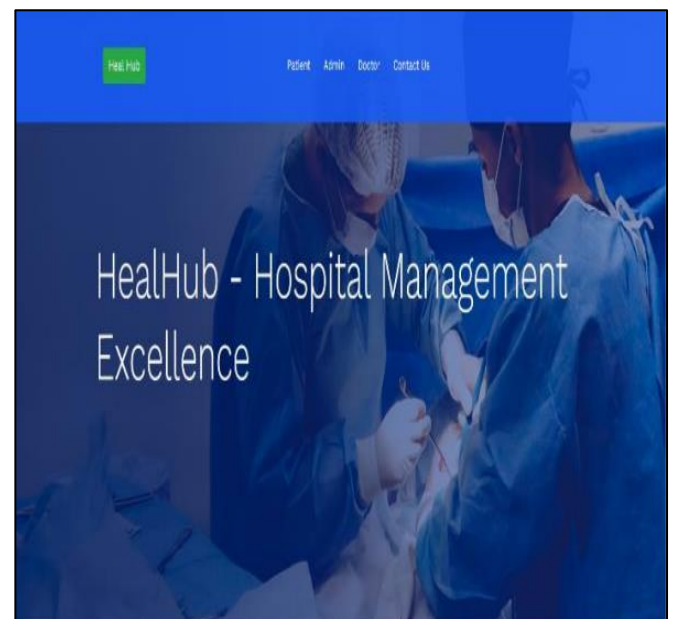 Heal Hub
Patient Admin Doctor Contact Us
HealHub - Hospital Management
Excellence